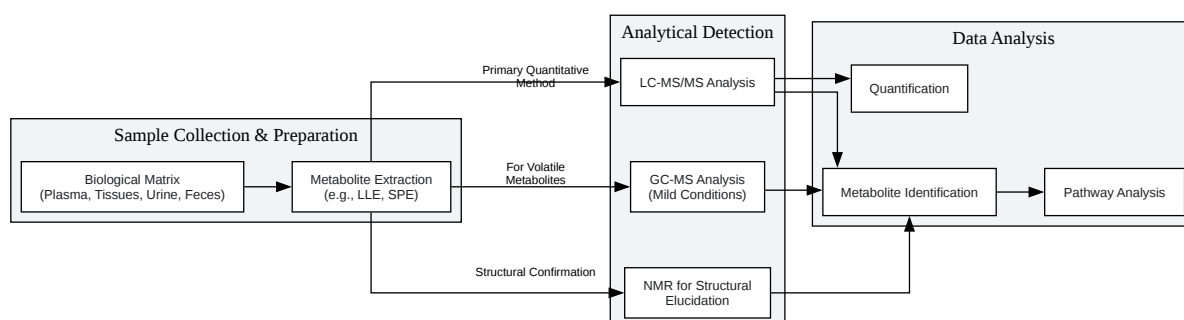 Sample Collection & Preparation
Biological Matrix
(Plasma, Tissues, Urine, Feces)
Metabolite Extraction
(e.g., LLE, SPE)
Primary Quantitative
Method
For Volatile
Metabolites
Structural Confirmation
Analytical Detection
LC-MS/MS Analysis
GC-MS Analysis
(Mild Conditions)
NMR for Structural
Elucidation
Data Analysis
Quantification
Metabolite Identification
Pathway Analysis